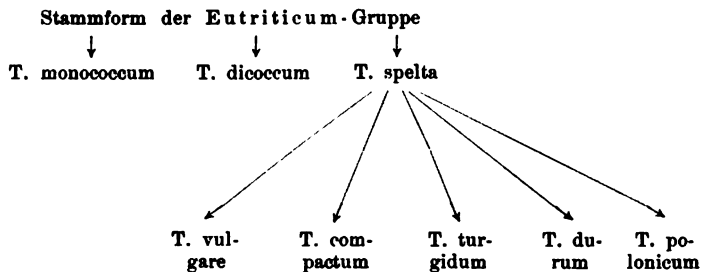 Stammform der Eutriticum-Gruppe
T. monococcum T. dicoccum T. spelta
T. vul- T. com- T. tur- T. du- T. po-
gare pactum gidum rum lonicum